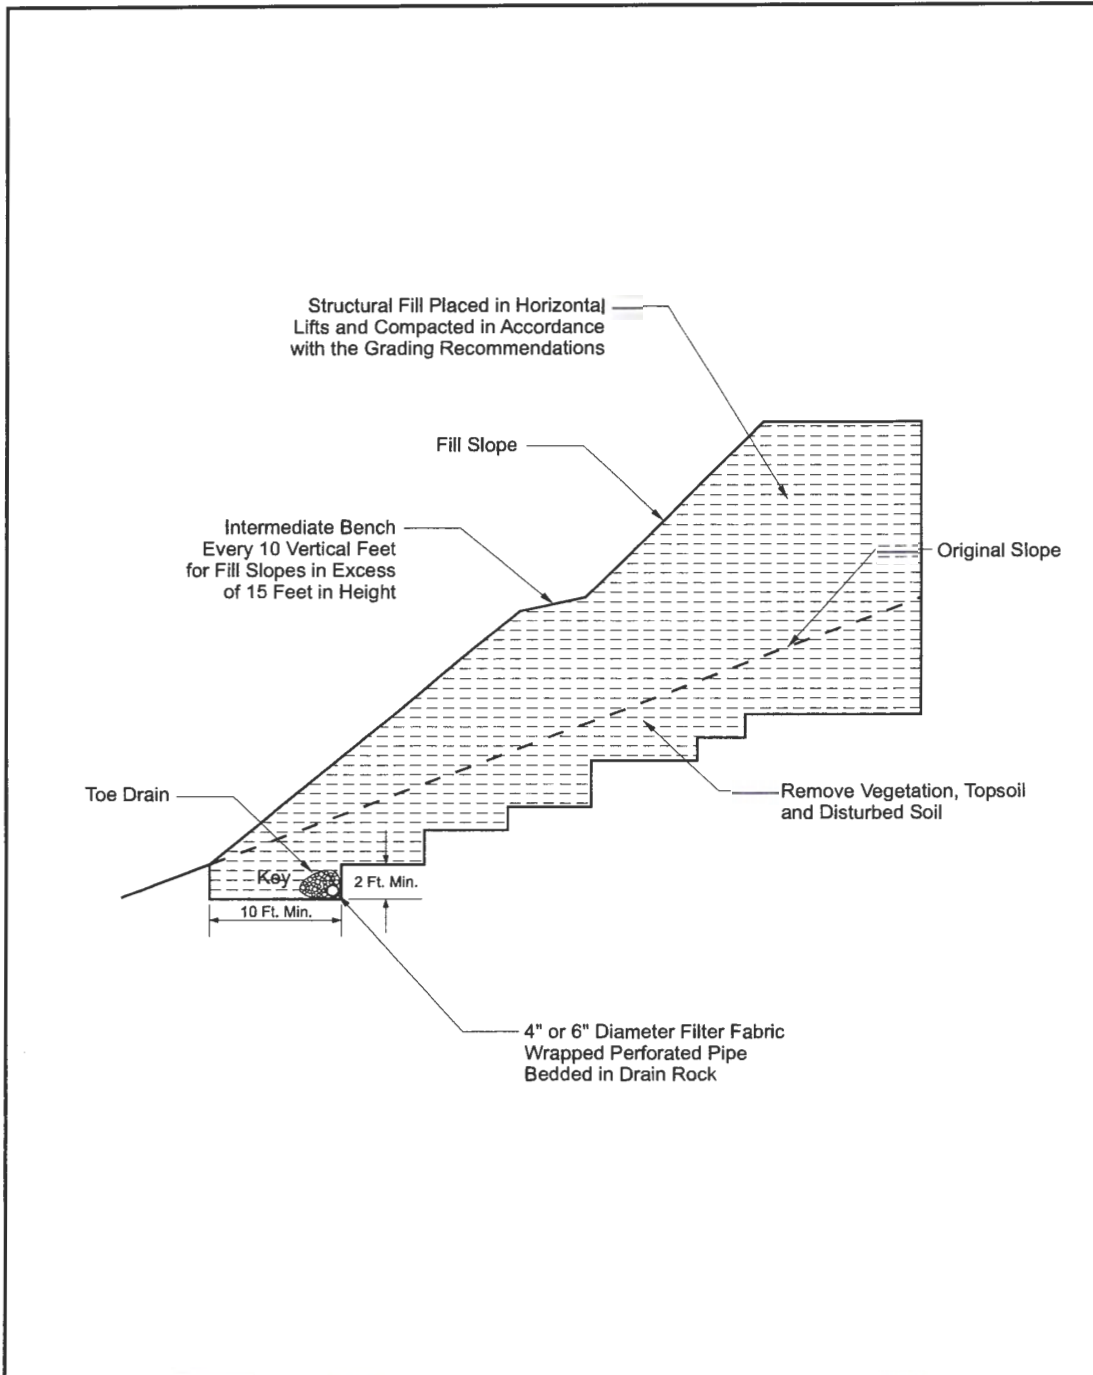 Structural Fill Placed in Horizontal
Lifts and Compacted in Accordance
with the Grading Recommendations
Fill Slope
Intermediate Bench
Every 10 Vertical Feet
for Fill Slopes in Excess
of 15 Feet in Height
Original Slope
Toe Drain
Remove Vegetation, Topsoil
and Disturbed Soil
Key
2 Ft. Min.
10 Ft. Min.
4" or 6" Diameter Filter Fabric
Wrapped Perforated Pipe
Bedded in Drain Rock